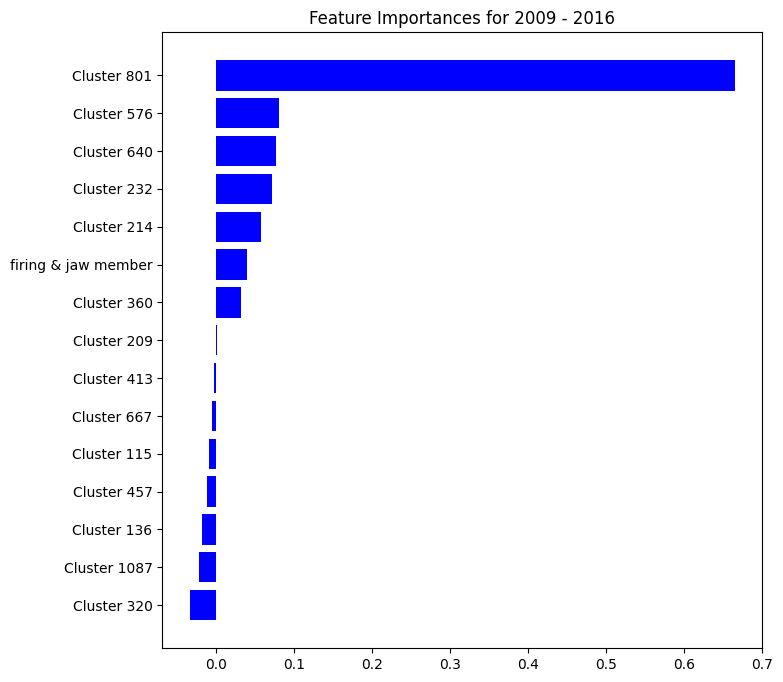 Feature Importances for 2009 - 2016
Cluster 801
Cluster 576
Cluster 640
Cluster 232
Cluster 214
firing & jaw member
Cluster 360
Cluster 209
Cluster 413
Cluster 667
Cluster 115
Cluster 457
Cluster 136
Cluster 1087
Cluster 320
0.0 0.1 0.2 0.3 0.4 0.5 0.6 0.7